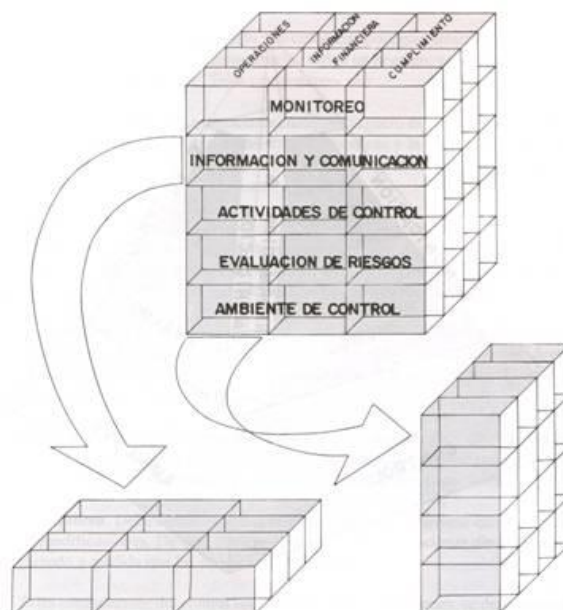 OPERACIONES
INFORMACION
FINANCIERA
CUMPLIMIENTO
MONITOREO
INFORMACION Y COMUNICACION
ACTIVIDADES DE CONTROL
EVALUACION DE RIESGOS
AMBIENTE DE CONTROL